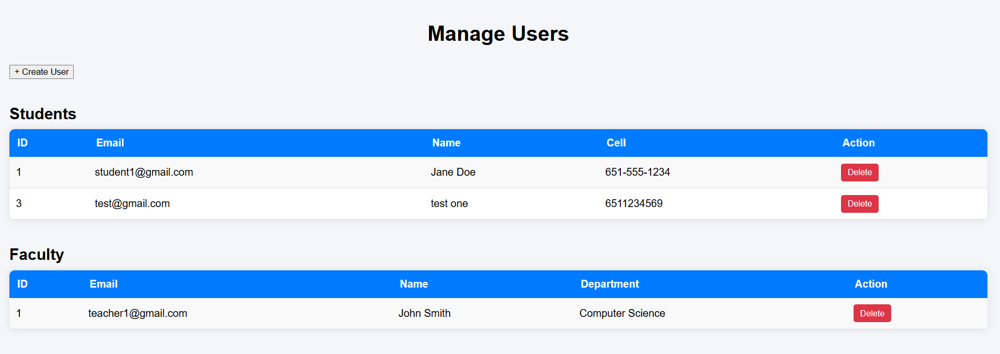 Manage Users
+ Create User
Students
ID Email Name Cell Action
1 student1@gmail.com Jane Doe 651-555-1234 Delete
3 test@gmail.com test one 6511234569 Delete
Faculty
ID Email Name Department Action
1 teacher1@gmail.com John Smith Computer Science Delete